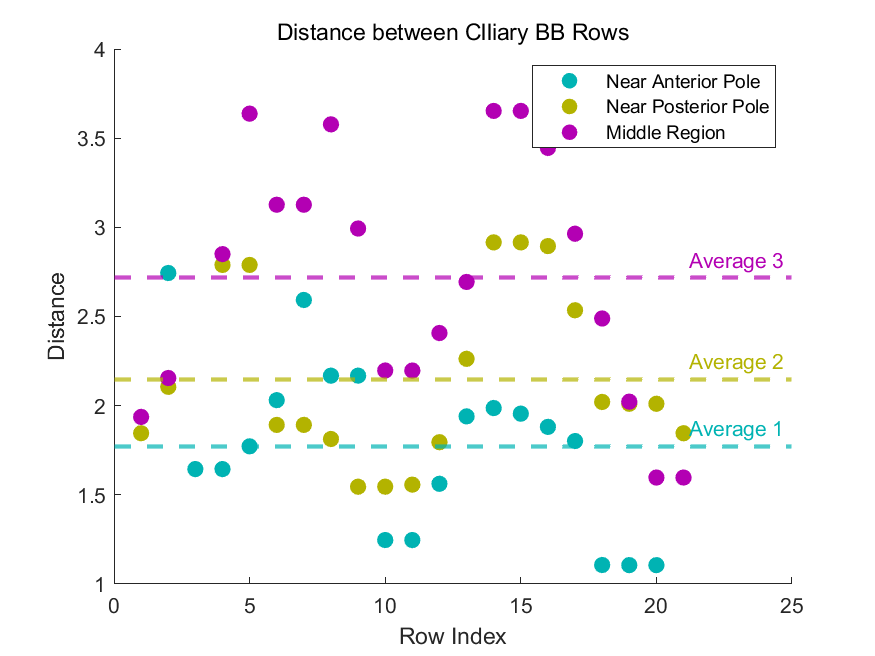 Distance between CIliary BB Rows
4
3.5
3
2.5
2
1.5
1
Distance
Near Anterior Pole
Near Posterior Pole
Middle Region
Average 3
Average 2
Average 1
0 5 10 15 20 25
Row Index